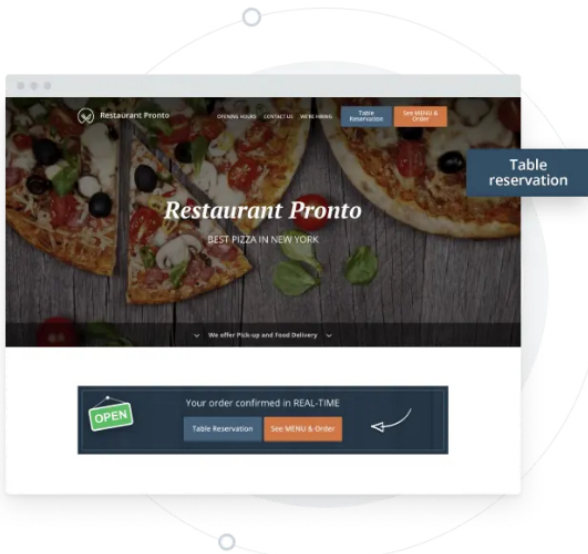 Restaurant Pronto
OPENING HOURS CONTACT US WE'RE HIRING
Table
Reservation
See MENU &
Order
Table
reservation
Restaurant Pronto
BEST PIZZA IN NEW YORK
We offer Pick-up and Food Delivery
OPEN
Your order confirmed in REAL-TIME
Table Reservation
See MENU & Order